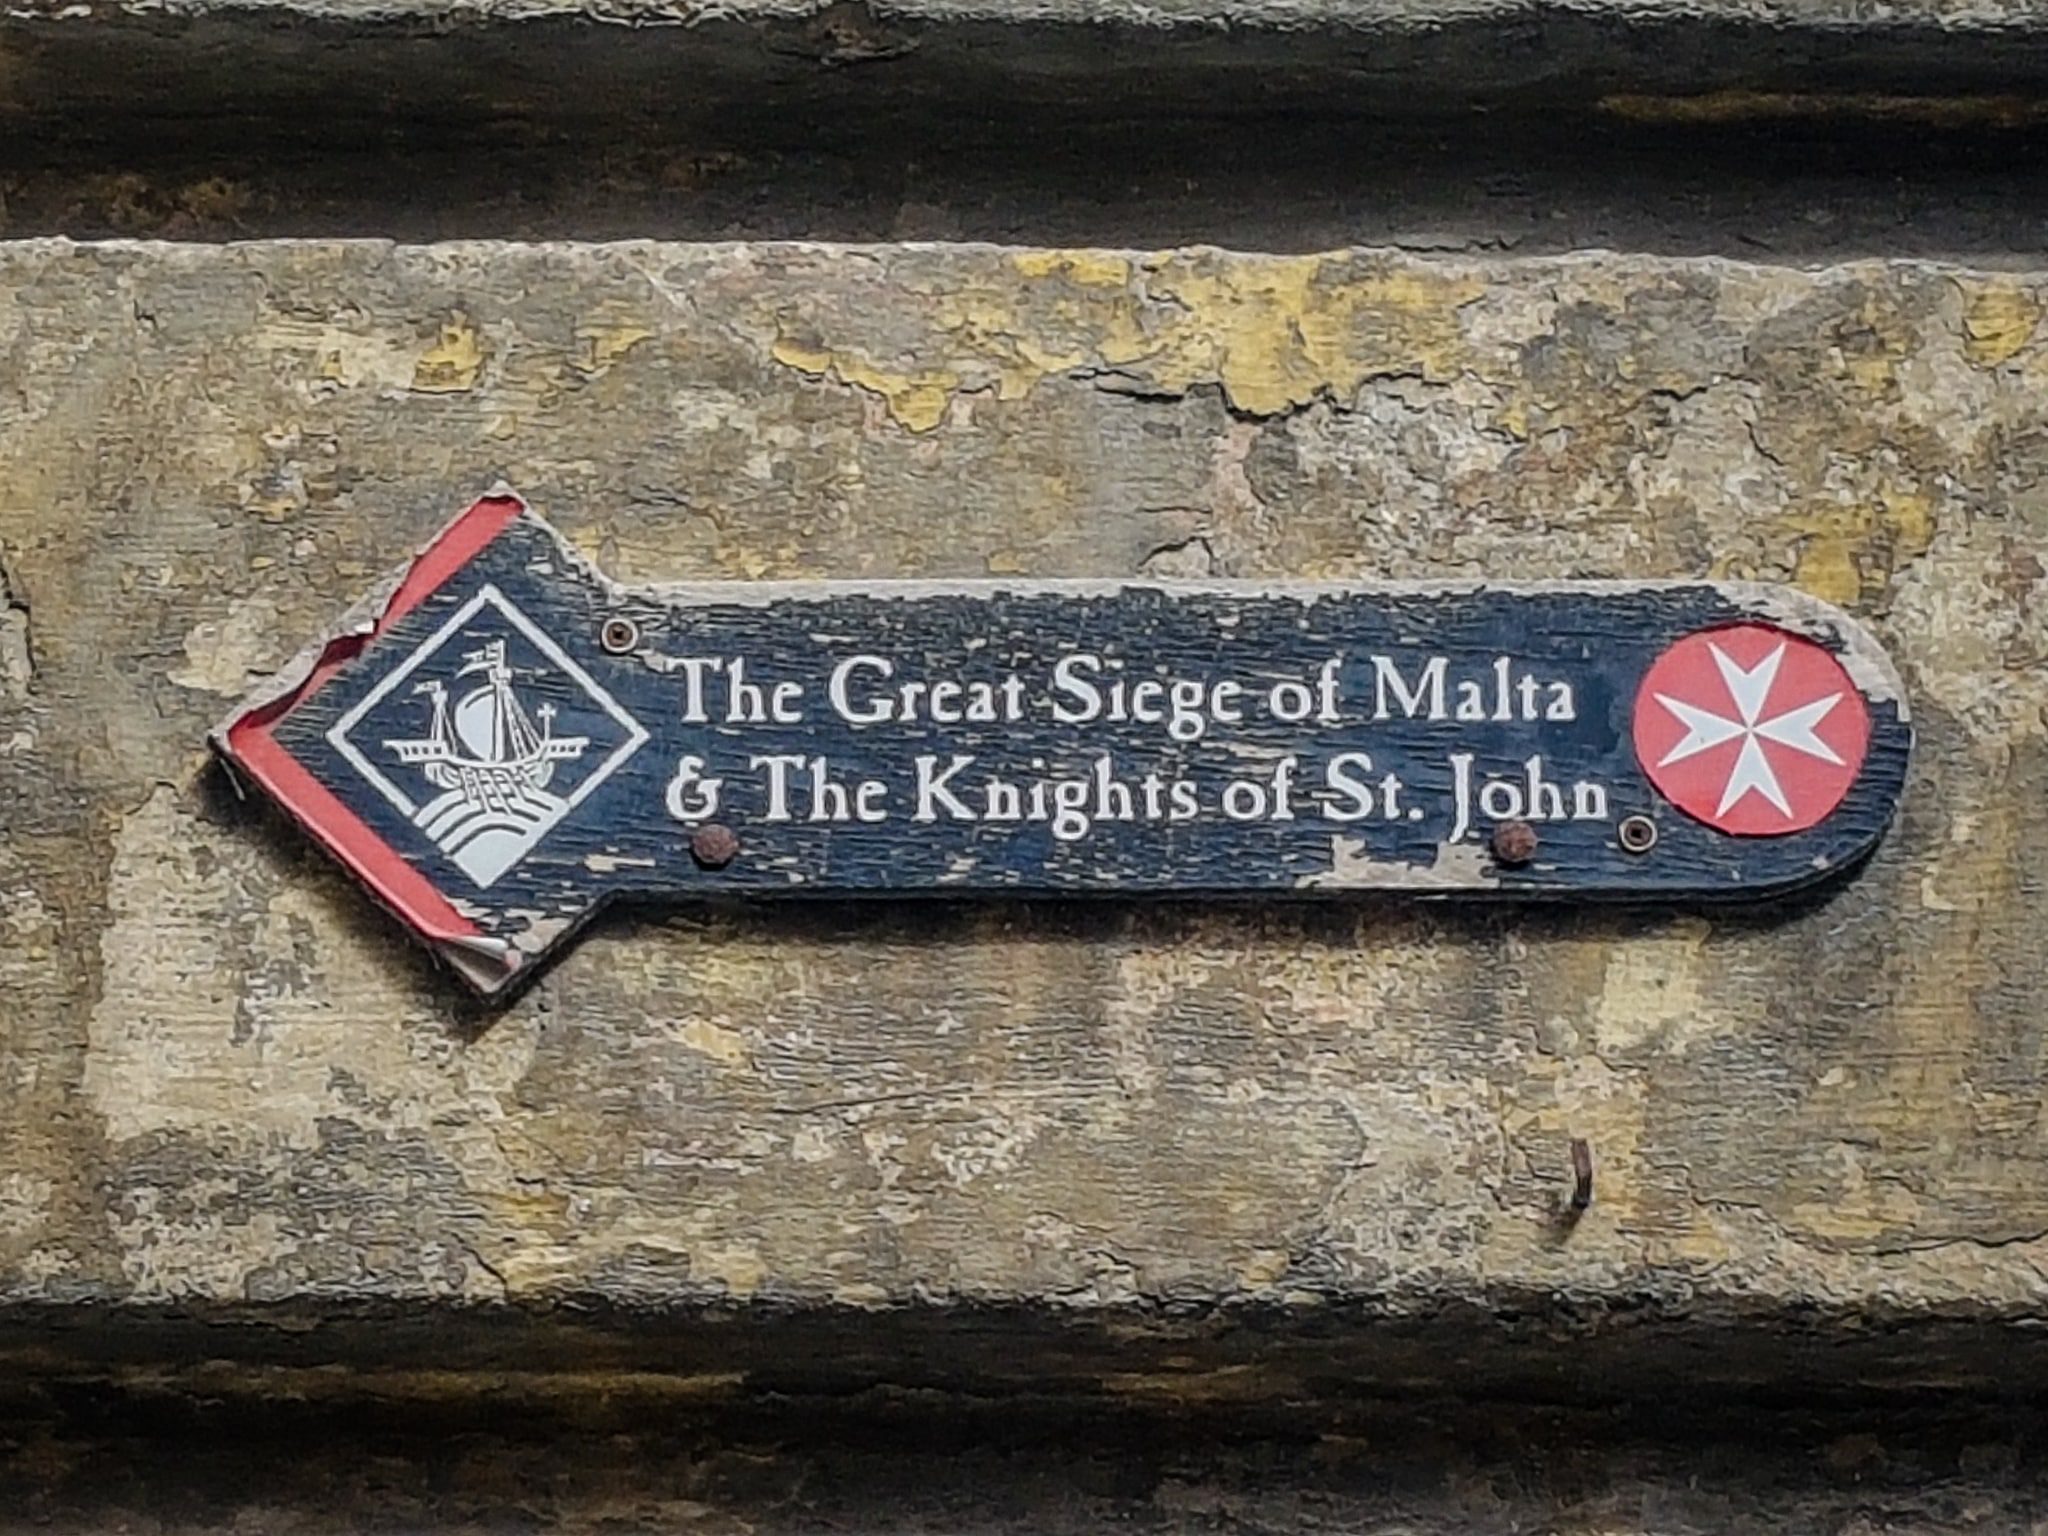 The Great Siege of Malta
& The Knights of St. John